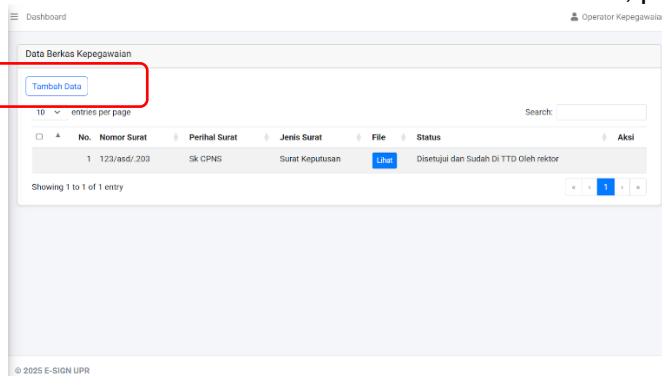 Dashboard
Operator Kepegawaian
Data Berkas Kepegawaian
Tambah Data
10 entries per page
Search:
No. Nomor Surat Perihal Surat Jenis Surat File Status Aksi
1 123/asd/.203 Sk CPNS Surat Keputusan Lihat Disetujui dan Sudah Di TTD Oleh rektor
Showing 1 to 1 of 1 entry
« ‹ 1 › »
© 2025 E-SIGN UPR